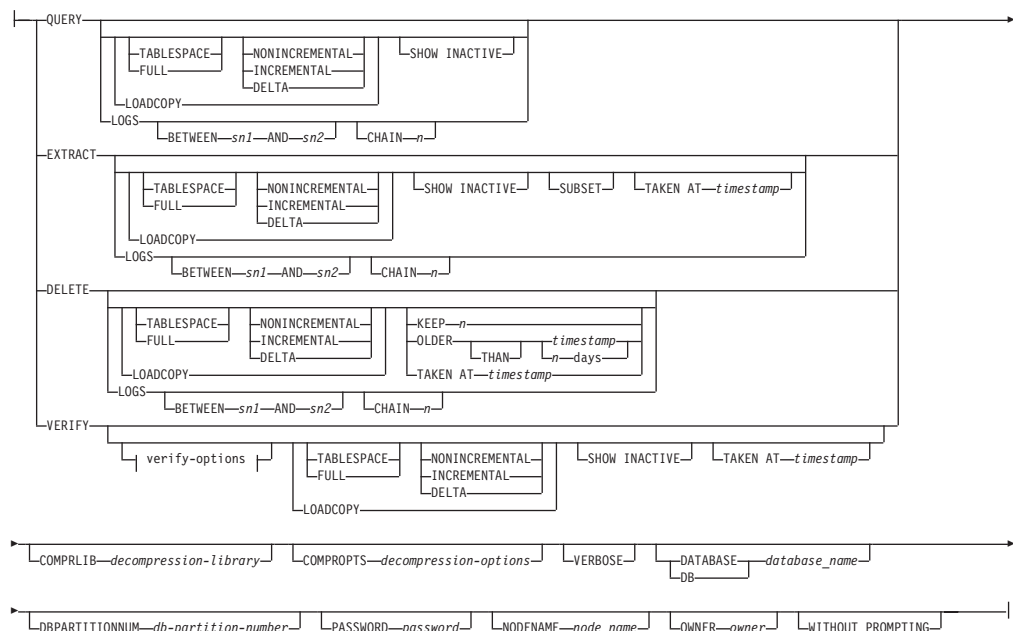 QUERY
TABLESPACE NONINCREMENTAL SHOW INACTIVE
FULL INCREMENTAL
DELTA
LOADCOPY
LOGS
BETWEEN sn1 AND sn2 CHAIN n
EXTRACT
TABLESPACE NONINCREMENTAL SHOW INACTIVE SUBSET TAKEN AT timestamp
FULL INCREMENTAL
DELTA
LOADCOPY
LOGS
BETWEEN sn1 AND sn2 CHAIN n
DELETE
TABLESPACE NONINCREMENTAL KEEP n
FULL INCREMENTAL OLDER timestamp
DELTA THAN n days
LOADCOPY TAKEN AT timestamp
LOGS
BETWEEN sn1 AND sn2 CHAIN n
VERIFY
verify-options TABLESPACE NONINCREMENTAL SHOW INACTIVE TAKEN AT timestamp
FULL INCREMENTAL
DELTA
LOADCOPY
COMPRLIB decompression-library COMPROPTS decompression-options VERBOSE DATABASE database_name
DB
DBPARTITIONNUM db-partition-number PASSWORD password NODENAME node_name OWNER owner WITHOUT PROMPTING